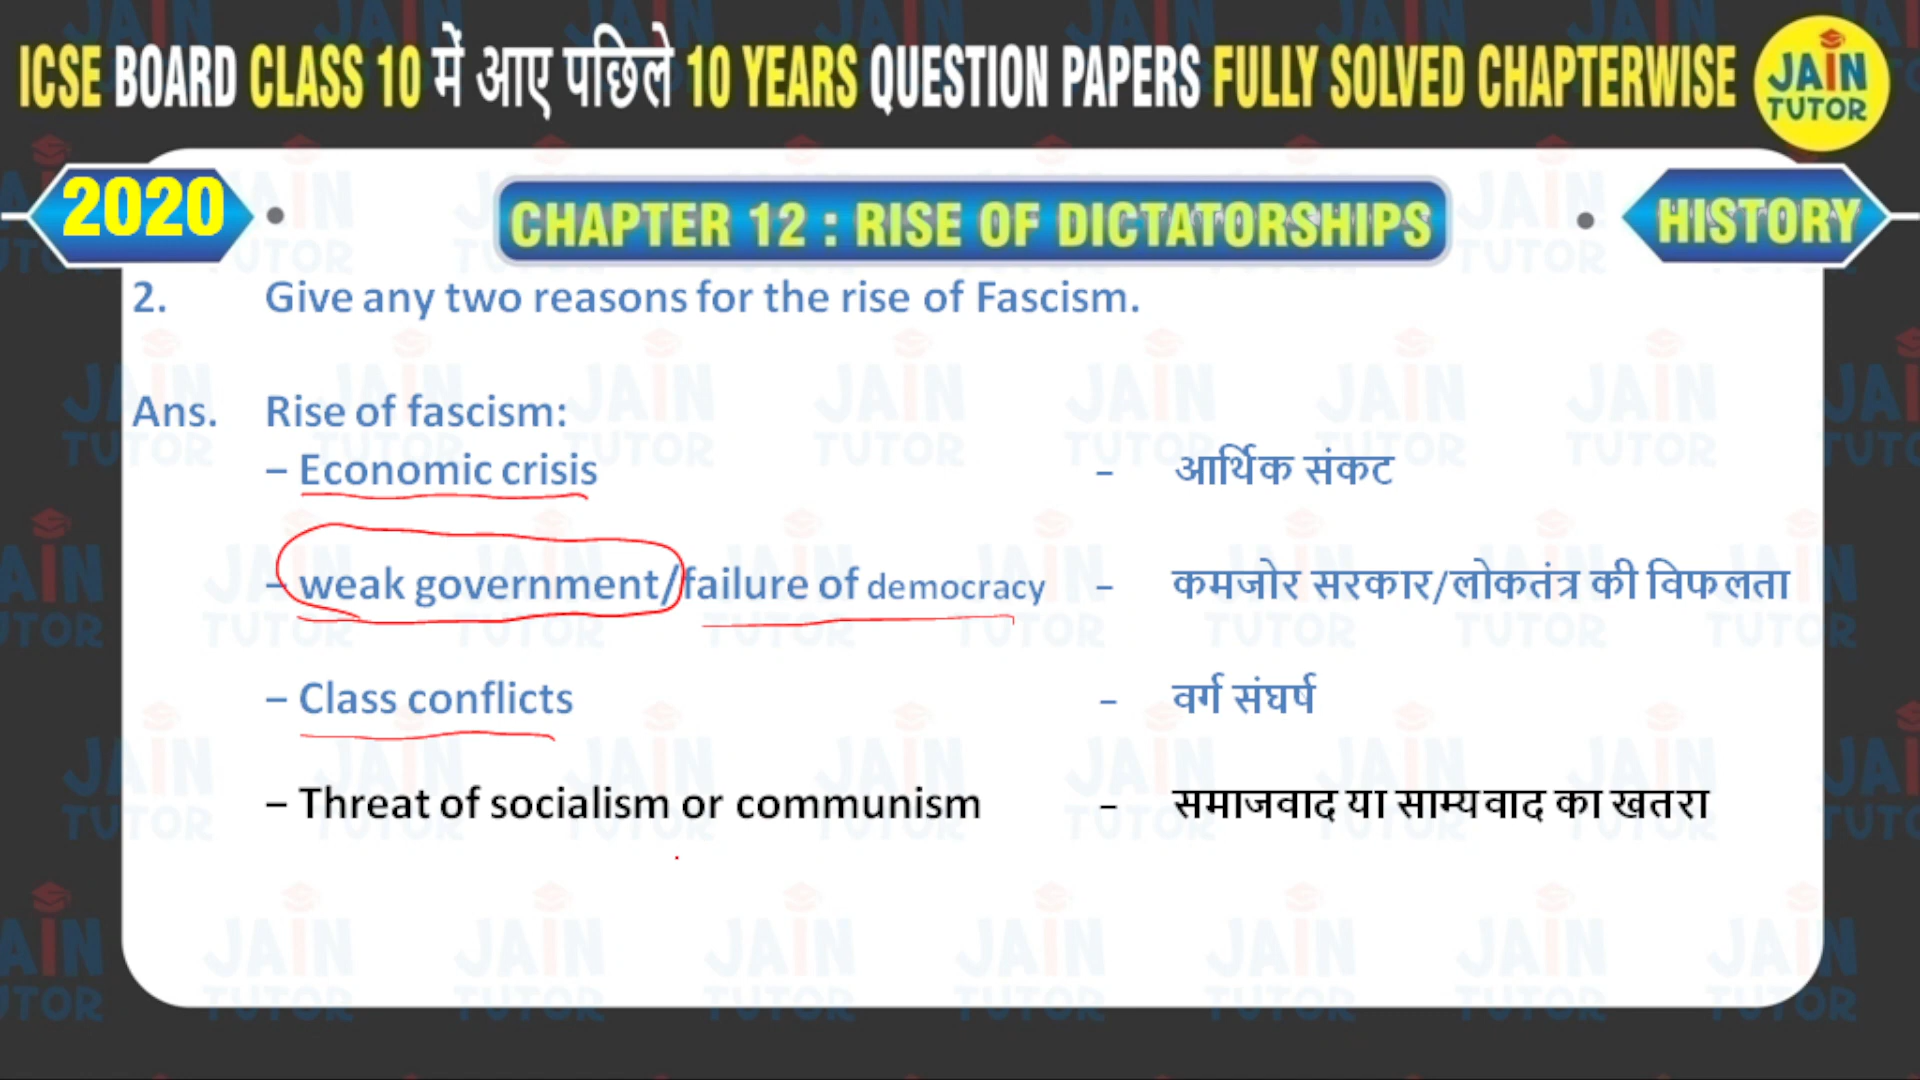 ICSE BOARD CLASS 10 में आए पिछले 10 YEARS QUESTION PAPERS FULLY SOLVED CHAPTERWISE
JAIN TUTOR
2020
CHAPTER 12 : RISE OF DICTATORSHIPS
HISTORY
2. Give any two reasons for the rise of Fascism.
Ans. Rise of fascism:
– Economic crisis – आर्थिक संकट
– weak government/failure of democracy – कमजोर सरकार/लोकतंत्र की विफलता
– Class conflicts – वर्ग संघर्ष
– Threat of socialism or communism – समाजवाद या साम्यवाद का खतरा